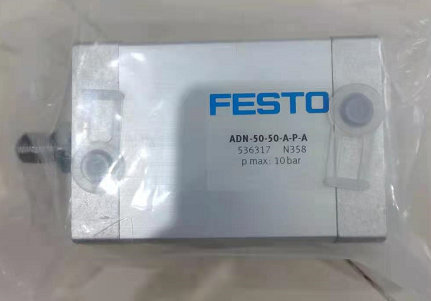 FESTO
ADN-50-50-A-P-A
536317 N358
p max: 10 bar